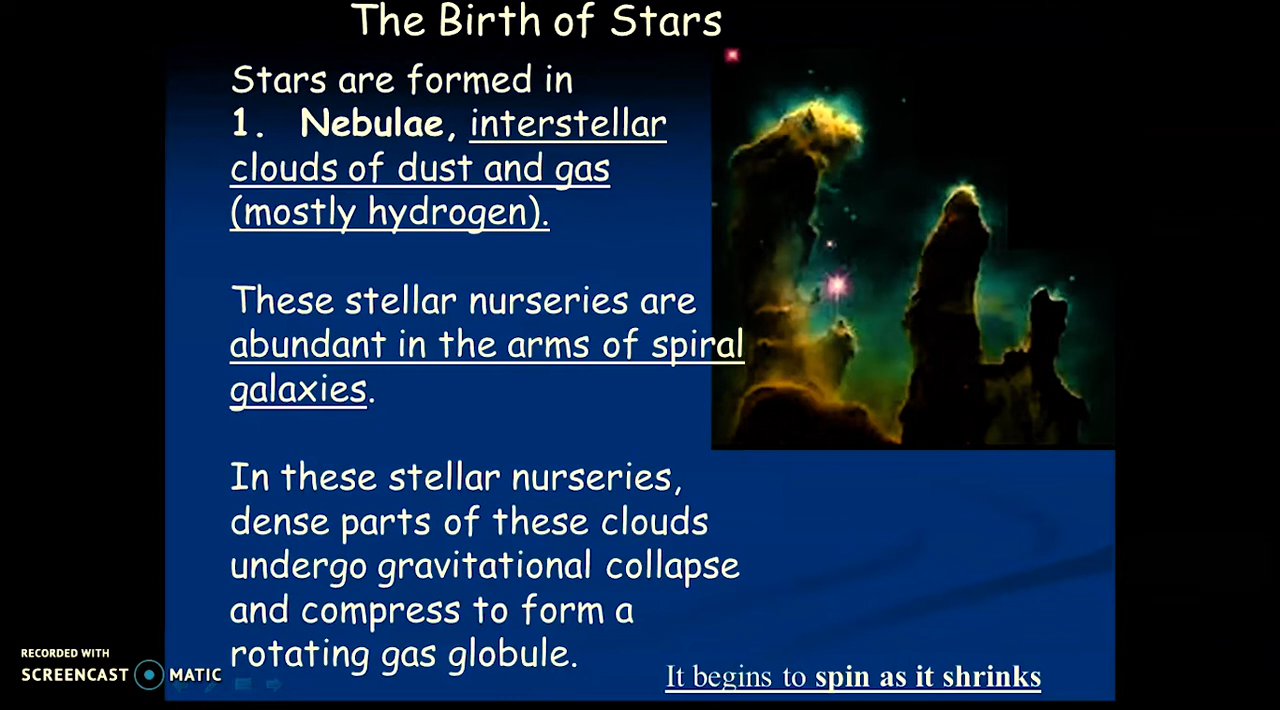 The Birth of Stars
Stars are formed in
1. Nebulae, interstellar
clouds of dust and gas
(mostly hydrogen).
These stellar nurseries are
abundant in the arms of spiral
galaxies.
In these stellar nurseries,
dense parts of these clouds
undergo gravitational collapse
and compress to form a
rotating gas globule.
It begins to spin as it shrinks
RECORDED WITH
SCREENCAST MATIC